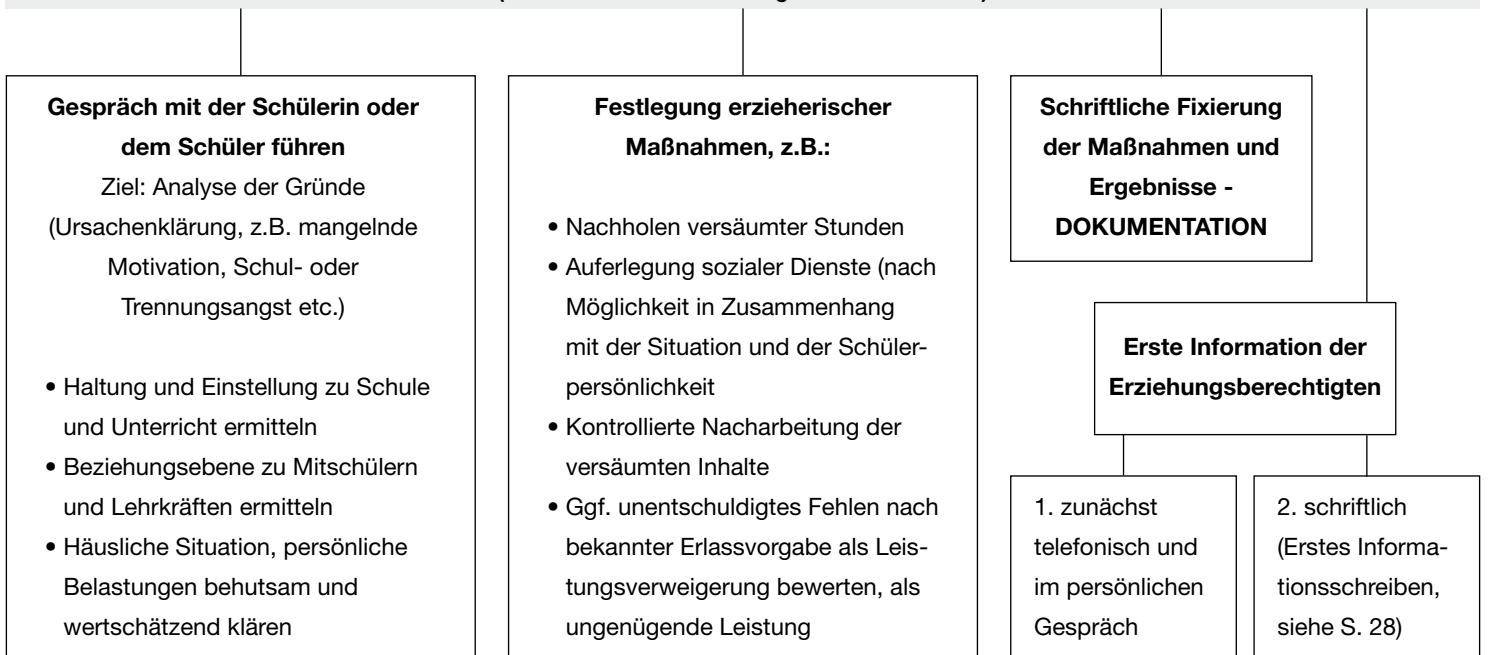 Gespräch mit der Schülerin oder
dem Schüler führen
Ziel: Analyse der Gründe
(Ursachenklärung, z.B. mangelnde
Motivation, Schul- oder
Trennungsangst etc.)
• Haltung und Einstellung zu Schule
und Unterricht ermitteln
• Beziehungsebene zu Mitschülern
und Lehrkräften ermitteln
• Häusliche Situation, persönliche
Belastungen behutsam und
wertschätzend klären
Festlegung erzieherischer
Maßnahmen, z.B.:
• Nachholen versäumter Stunden
• Auferlegung sozialer Dienste (nach
Möglichkeit in Zusammenhang
mit der Situation und der Schüler-
persönlichkeit
• Kontrollierte Nacharbeitung der
versäumten Inhalte
• Ggf. unentschuldigtes Fehlen nach
bekannter Erlassvorgabe als Leis-
tungsverweigerung bewerten, als
ungenügende Leistung
Schriftliche Fixierung
der Maßnahmen und
Ergebnisse -
DOKUMENTATION
Erste Information der
Erziehungsberechtigten
1. zunächst
telefonisch und
im persönlichen
Gespräch
2. schriftlich
(Erstes Informa-
tionsschreiben,
siehe S. 28)